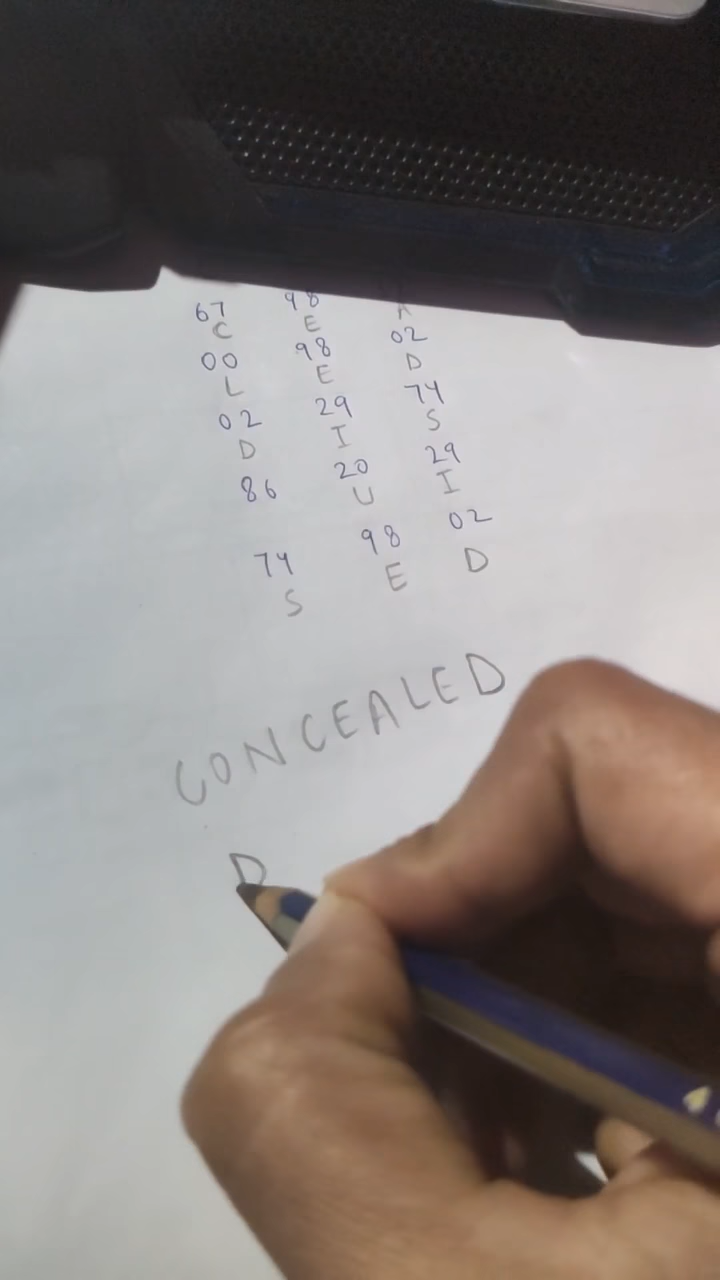 67 98
C E A
00 98 02
L E D
02 29 74
D I S
86 20 29
U I
74 98 02
S E D
CONCEALED
D